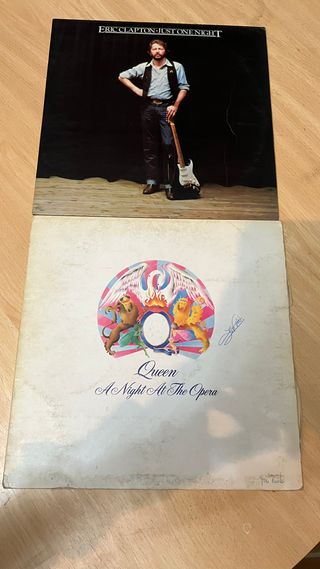 ERIC CLAPTON · JUST ONE NIGHT
Queen
A Night At The Opera